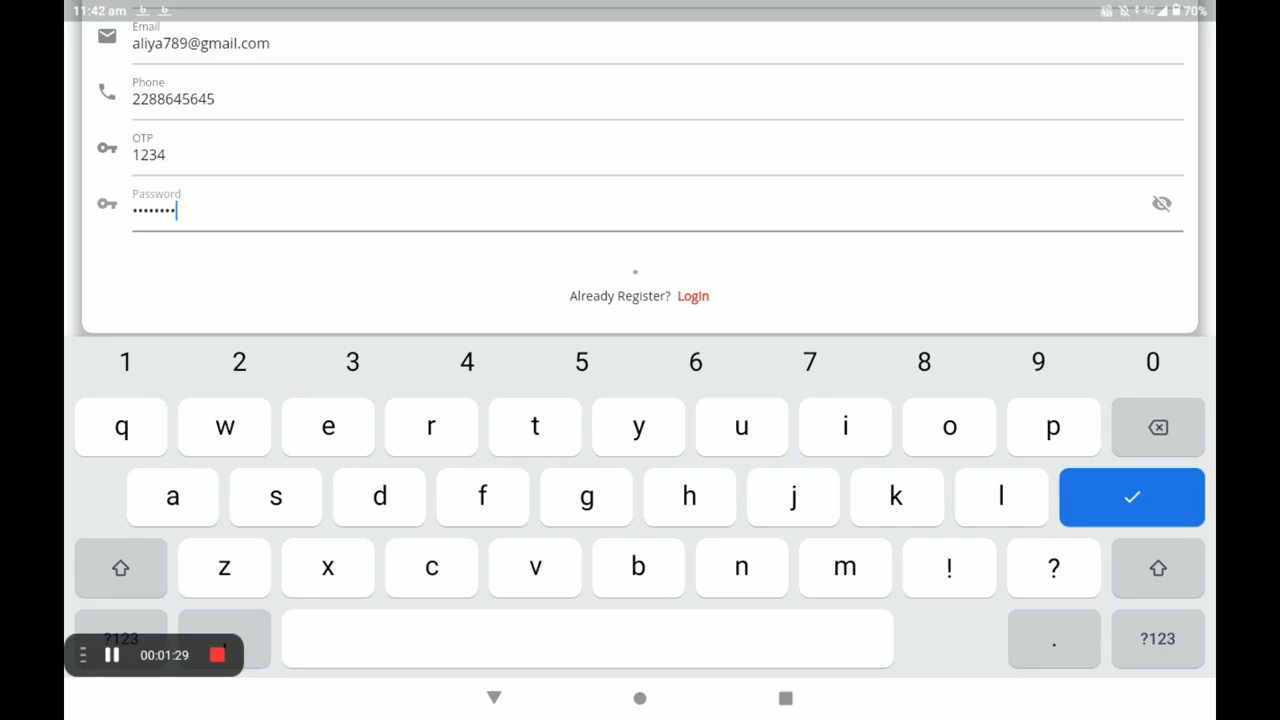 11:42 am 4G 70%
Email
aliya789@gmail.com
Phone
2288645645
OTP
1234
Password
••••••••
Already Register? LogIn
1 2 3 4 5 6 7 8 9 0
q w e r t y u i o p
a s d f g h j k l
z x c v b n m ! ?
?123 , . ?123
00:01:29